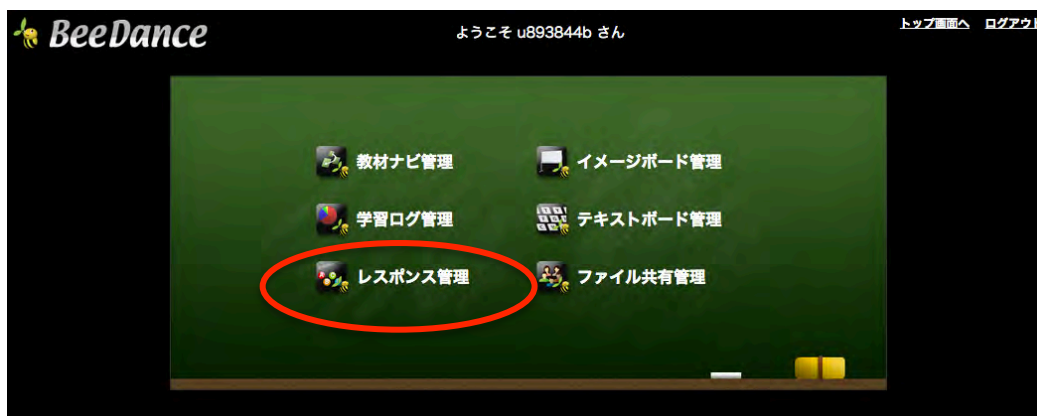 BeeDance
ようこそ u893844b さん
トップ画面へ ログアウト
教材ナビ管理
イメージボード管理
学習ログ管理
テキストボード管理
レスポンス管理
ファイル共有管理